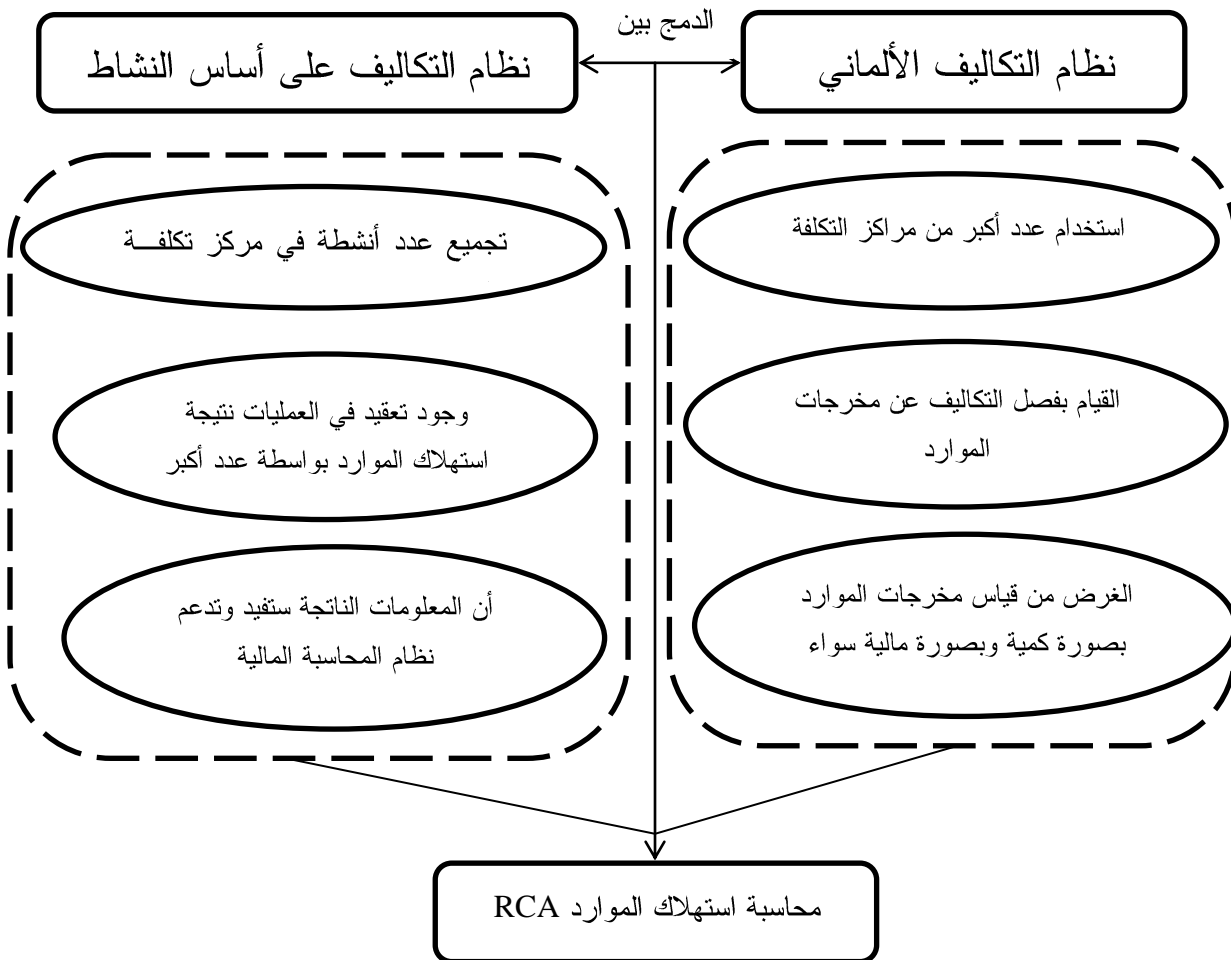 الدمج بين
نظام التكاليف الألماني
نظام التكاليف على أساس النشاط
استخدام عدد أكبر من مراكز التكلفة
القيام بفصل التكاليف عن مخرجات
الموارد
الغرض من قياس مخرجات الموارد
بصورة كمية وبصورة مالية سواء
تجميع عدد أنشطة في مركز تكلفـــة
وجود تعقيد في العمليات نتيجة
استهلاك الموارد بواسطة عدد أكبر
أن المعلومات الناتجة ستفيد وتدعم
نظام المحاسبة المالية
محاسبة استهلاك الموارد RCA